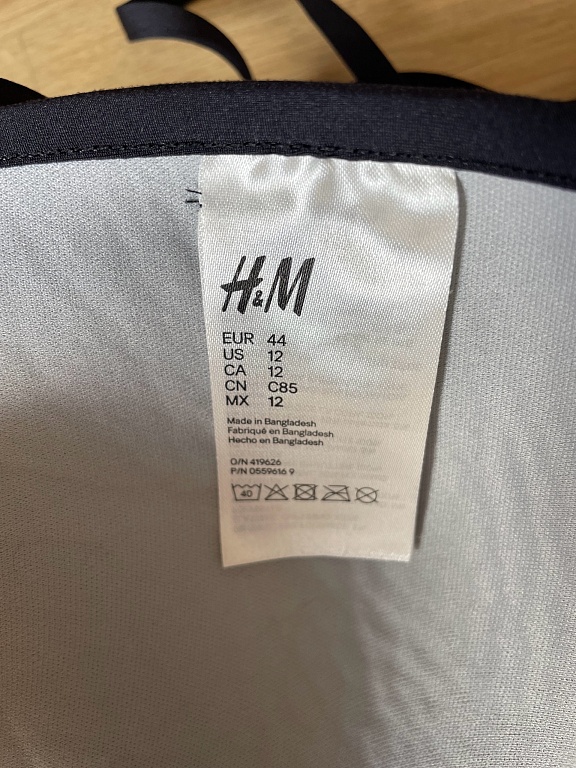 H&M
EUR 44
US 12
CA 12
CN C85
MX 12
Made in Bangladesh
Fabriqué en Bangladesh
Hecho en Bangladesh
O/N 419626
P/N 0559616 9
40